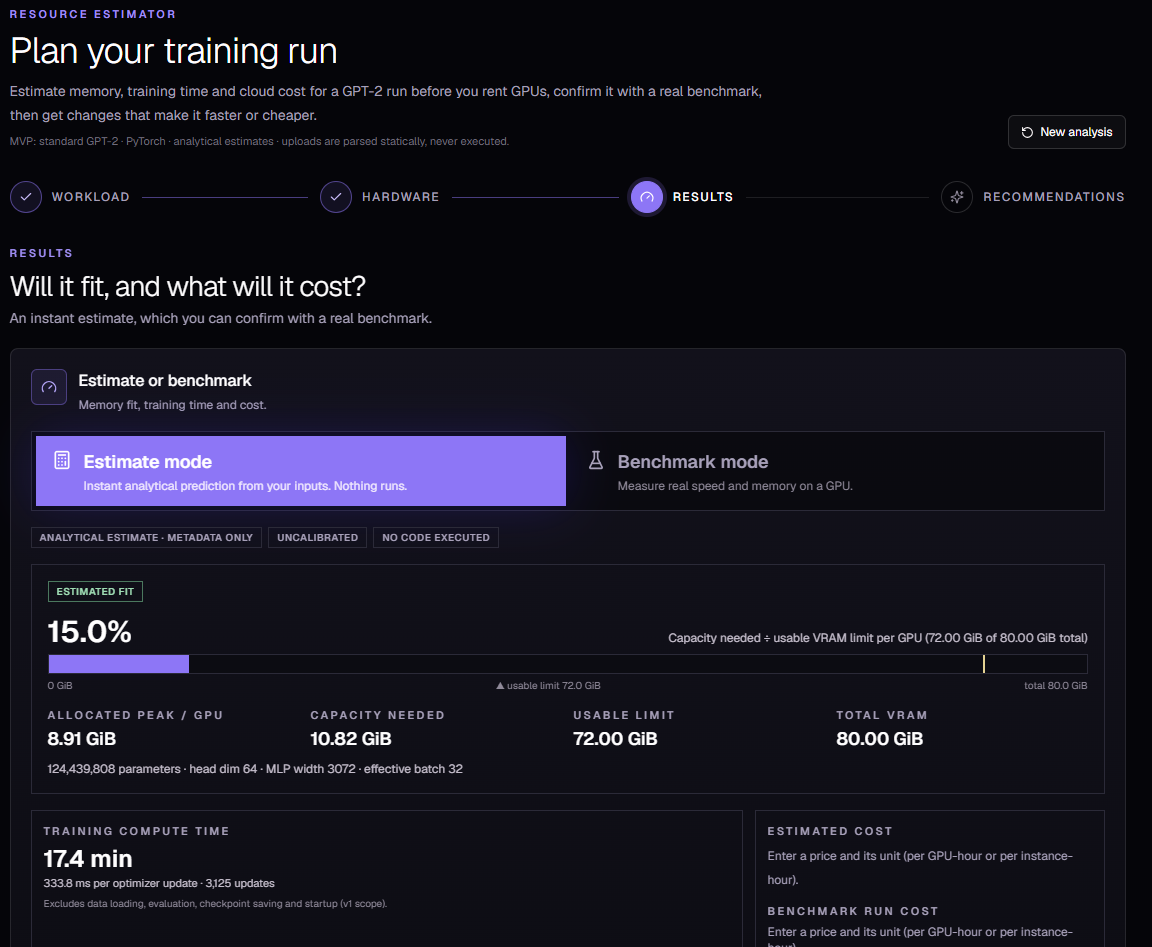 RESOURCE ESTIMATOR
Plan your training run
Estimate memory, training time and cloud cost for a GPT-2 run before you rent GPUs, confirm it with a real benchmark,
then get changes that make it faster or cheaper.
MVP: standard GPT-2 · PyTorch · analytical estimates · uploads are parsed statically, never executed.
New analysis
WORKLOAD
HARDWARE
RESULTS
RECOMMENDATIONS
RESULTS
Will it fit, and what will it cost?
An instant estimate, which you can confirm with a real benchmark.
Estimate or benchmark
Memory fit, training time and cost.
Estimate mode
Instant analytical prediction from your inputs. Nothing runs.
Benchmark mode
Measure real speed and memory on a GPU.
ANALYTICAL ESTIMATE · METADATA ONLY
UNCALIBRATED
NO CODE EXECUTED
ESTIMATED FIT
15.0%
Capacity needed ÷ usable VRAM limit per GPU (72.00 GiB of 80.00 GiB total)
0 GiB
▲ usable limit 72.0 GiB
total 80.0 GiB
ALLOCATED PEAK / GPU
8.91 GiB
CAPACITY NEEDED
10.82 GiB
USABLE LIMIT
72.00 GiB
TOTAL VRAM
80.00 GiB
124,439,808 parameters · head dim 64 · MLP width 3072 · effective batch 32
TRAINING COMPUTE TIME
17.4 min
333.8 ms per optimizer update · 3,125 updates
Excludes data loading, evaluation, checkpoint saving and startup (v1 scope).
ESTIMATED COST
Enter a price and its unit (per GPU-hour or per instance-
hour).
BENCHMARK RUN COST
Enter a price and its unit (per GPU-hour or per instance-
hour).